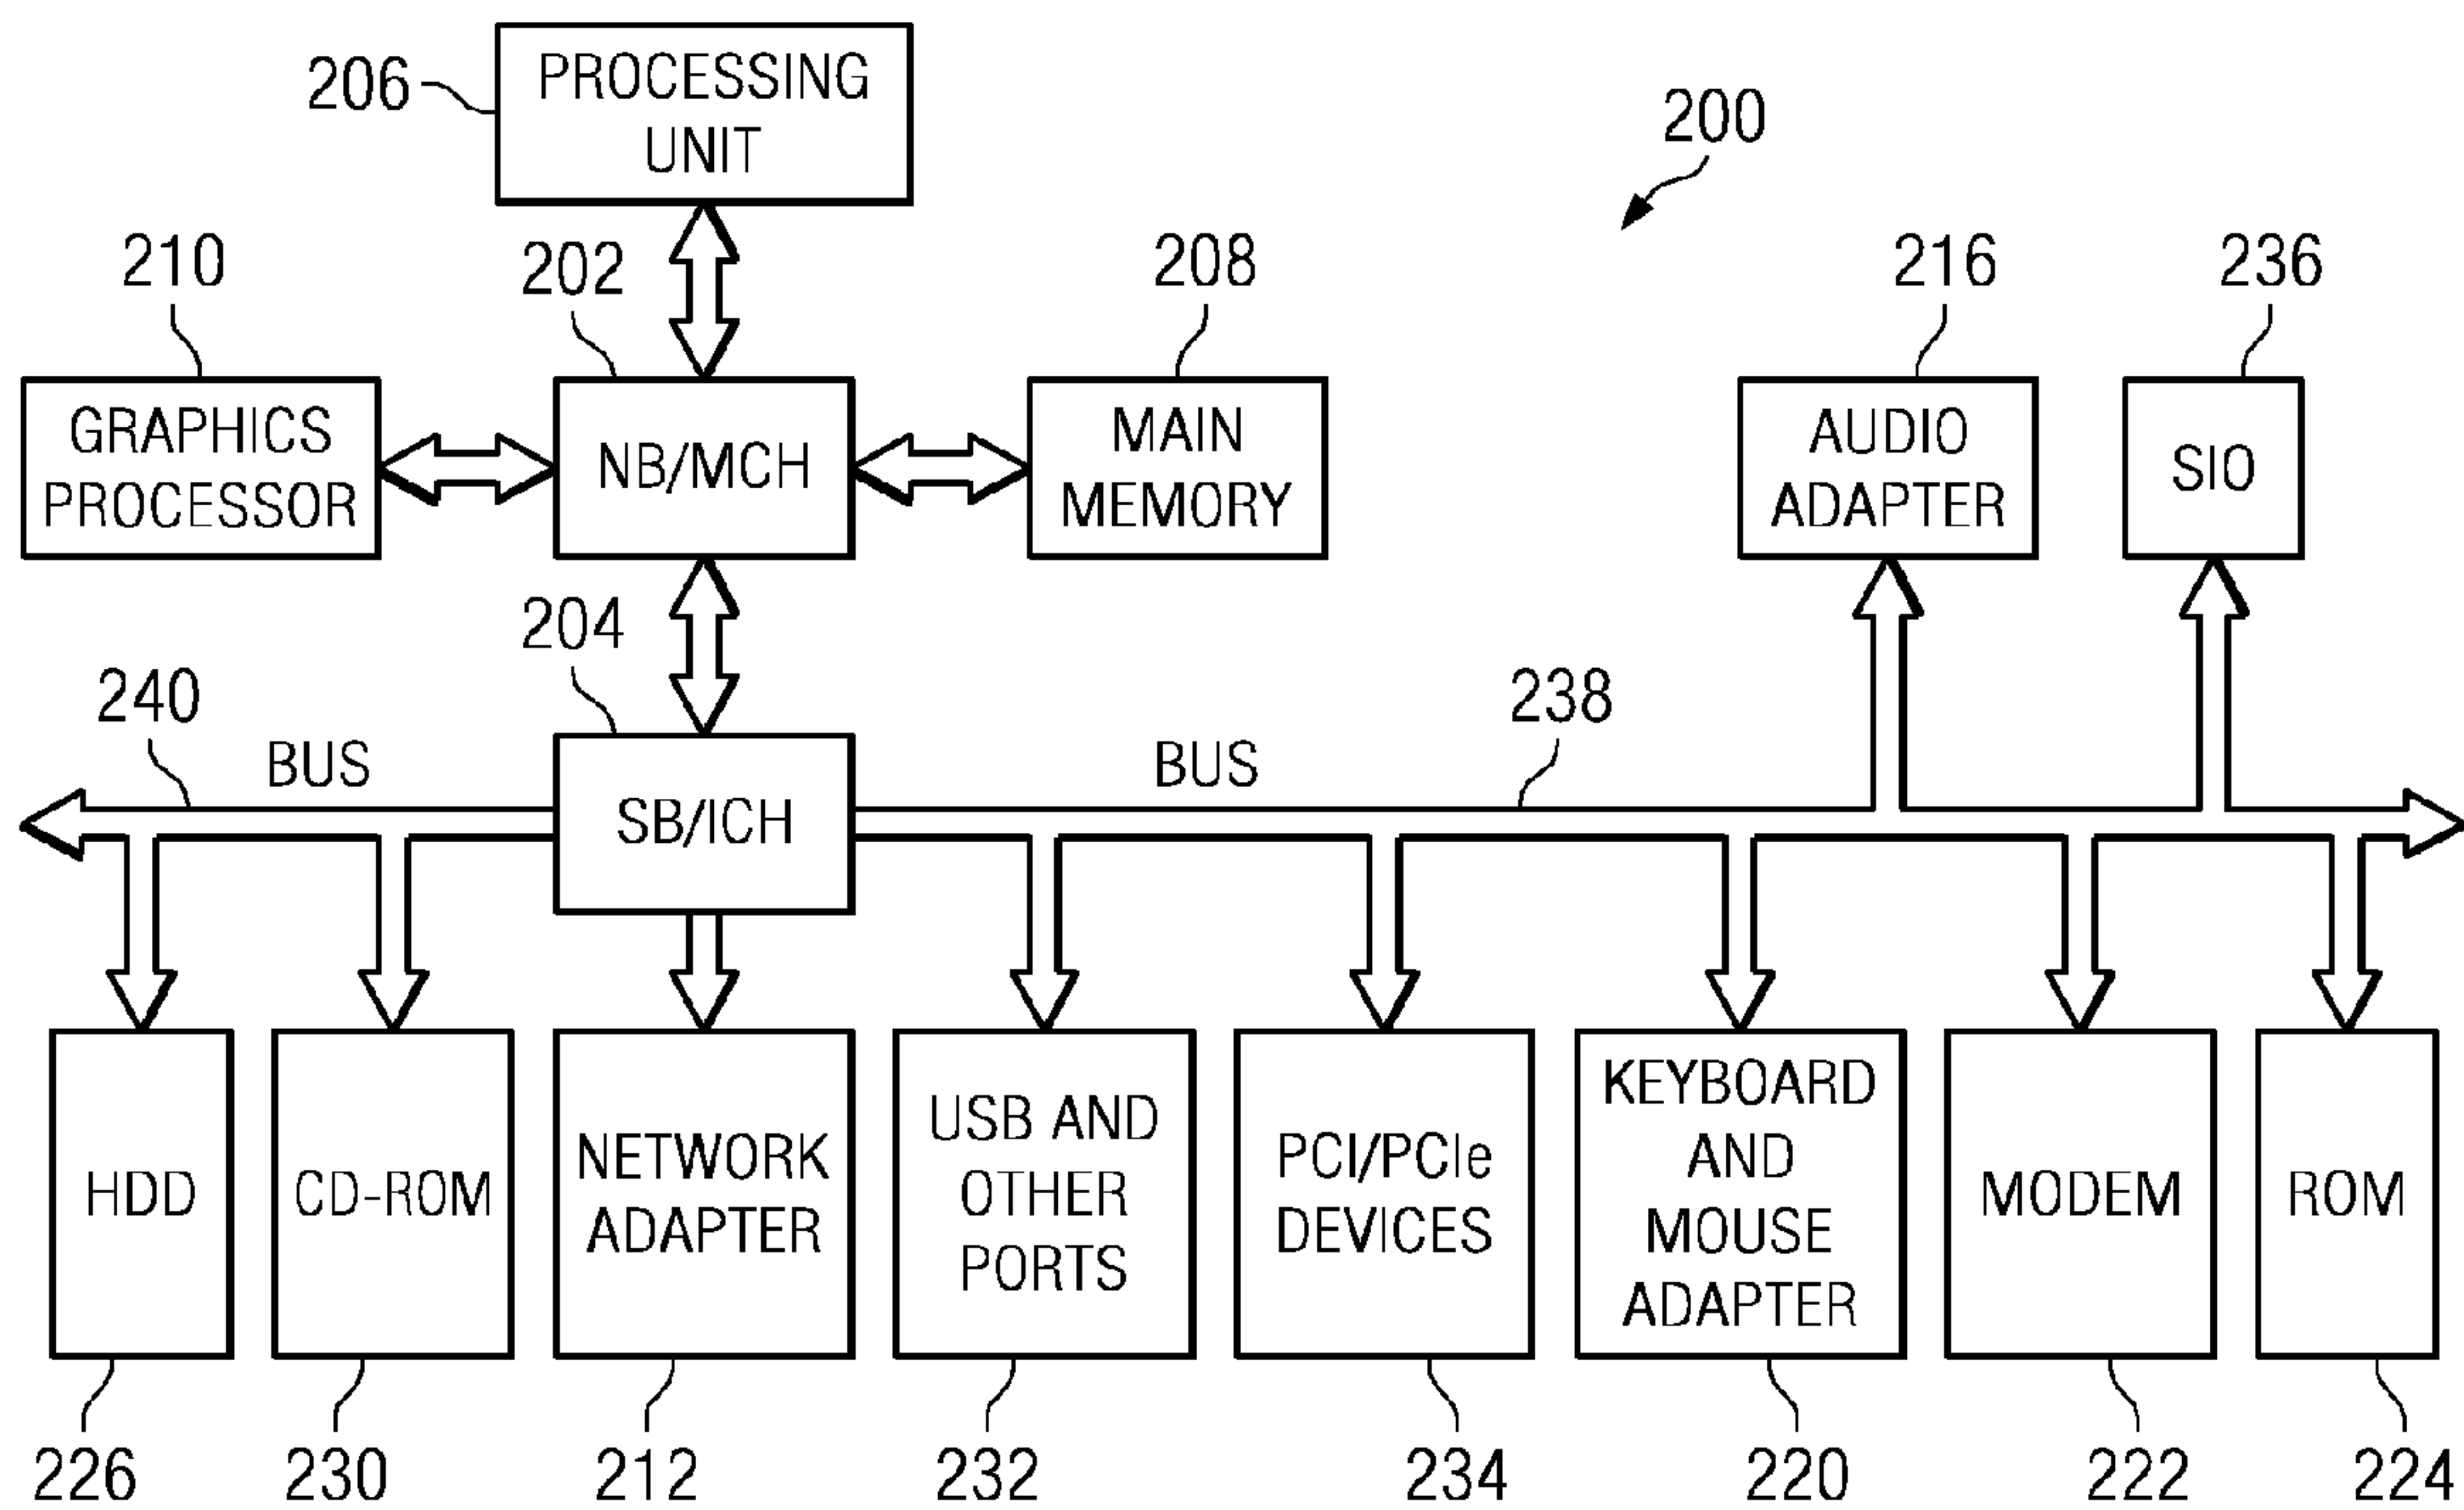 206
PROCESSING
UNIT
200
210
202
208
216
236
GRAPHICS
PROCESSOR
NB/MCH
MAIN
MEMORY
AUDIO
ADAPTER
SIO
204
240
BUS
BUS
238
SB/ICH
HDD
CD-ROM
NETWORK
ADAPTER
USB AND
OTHER
PORTS
PCI/PCIe
DEVICES
KEYBOARD
AND
MOUSE
ADAPTER
MODEM
ROM
226
230
212
232
234
220
222
224